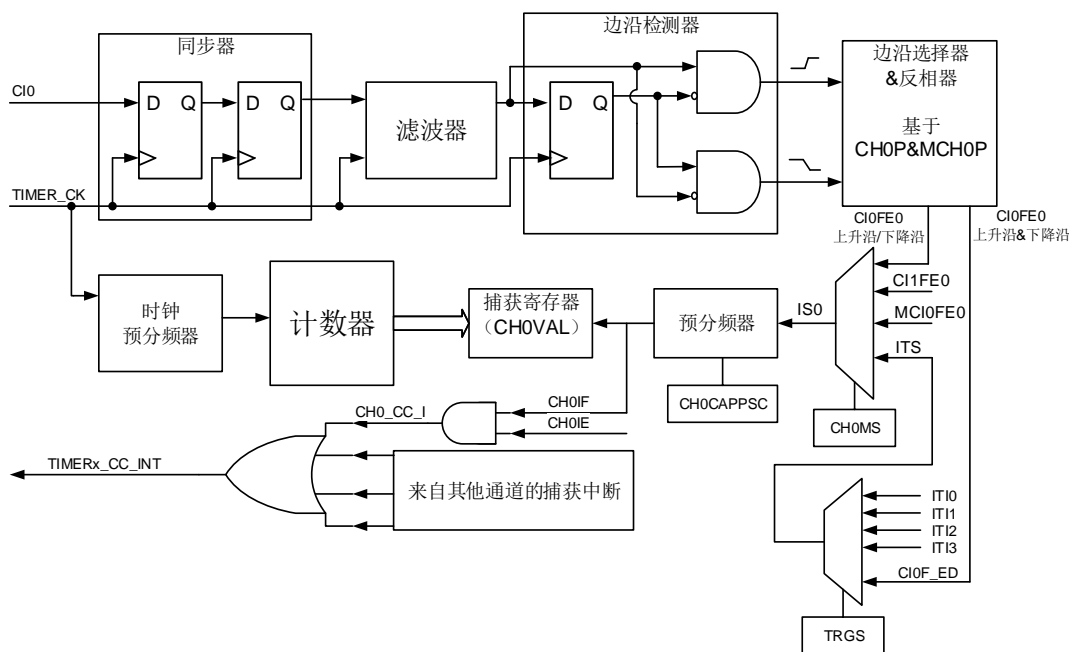 同步器
边沿检测器
CI0
D Q
D Q
滤波器
D Q
边沿选择器
&反相器
基于
CH0P&MCH0P
TIMER_CK
CI0FE0
上升沿/下降沿
CI0FE0
上升沿&下降沿
时钟
预分频器
计数器
捕获寄存器
（CH0VAL）
预分频器
IS0
CI1FE0
MCI0FE0
ITS
CH0CAPPSC
CH0MS
CH0_CC_I
CH0IF
CH0IE
TIMERx_CC_INT
来自其他通道的捕获中断
ITI0
ITI1
ITI2
ITI3
CI0F_ED
TRGS